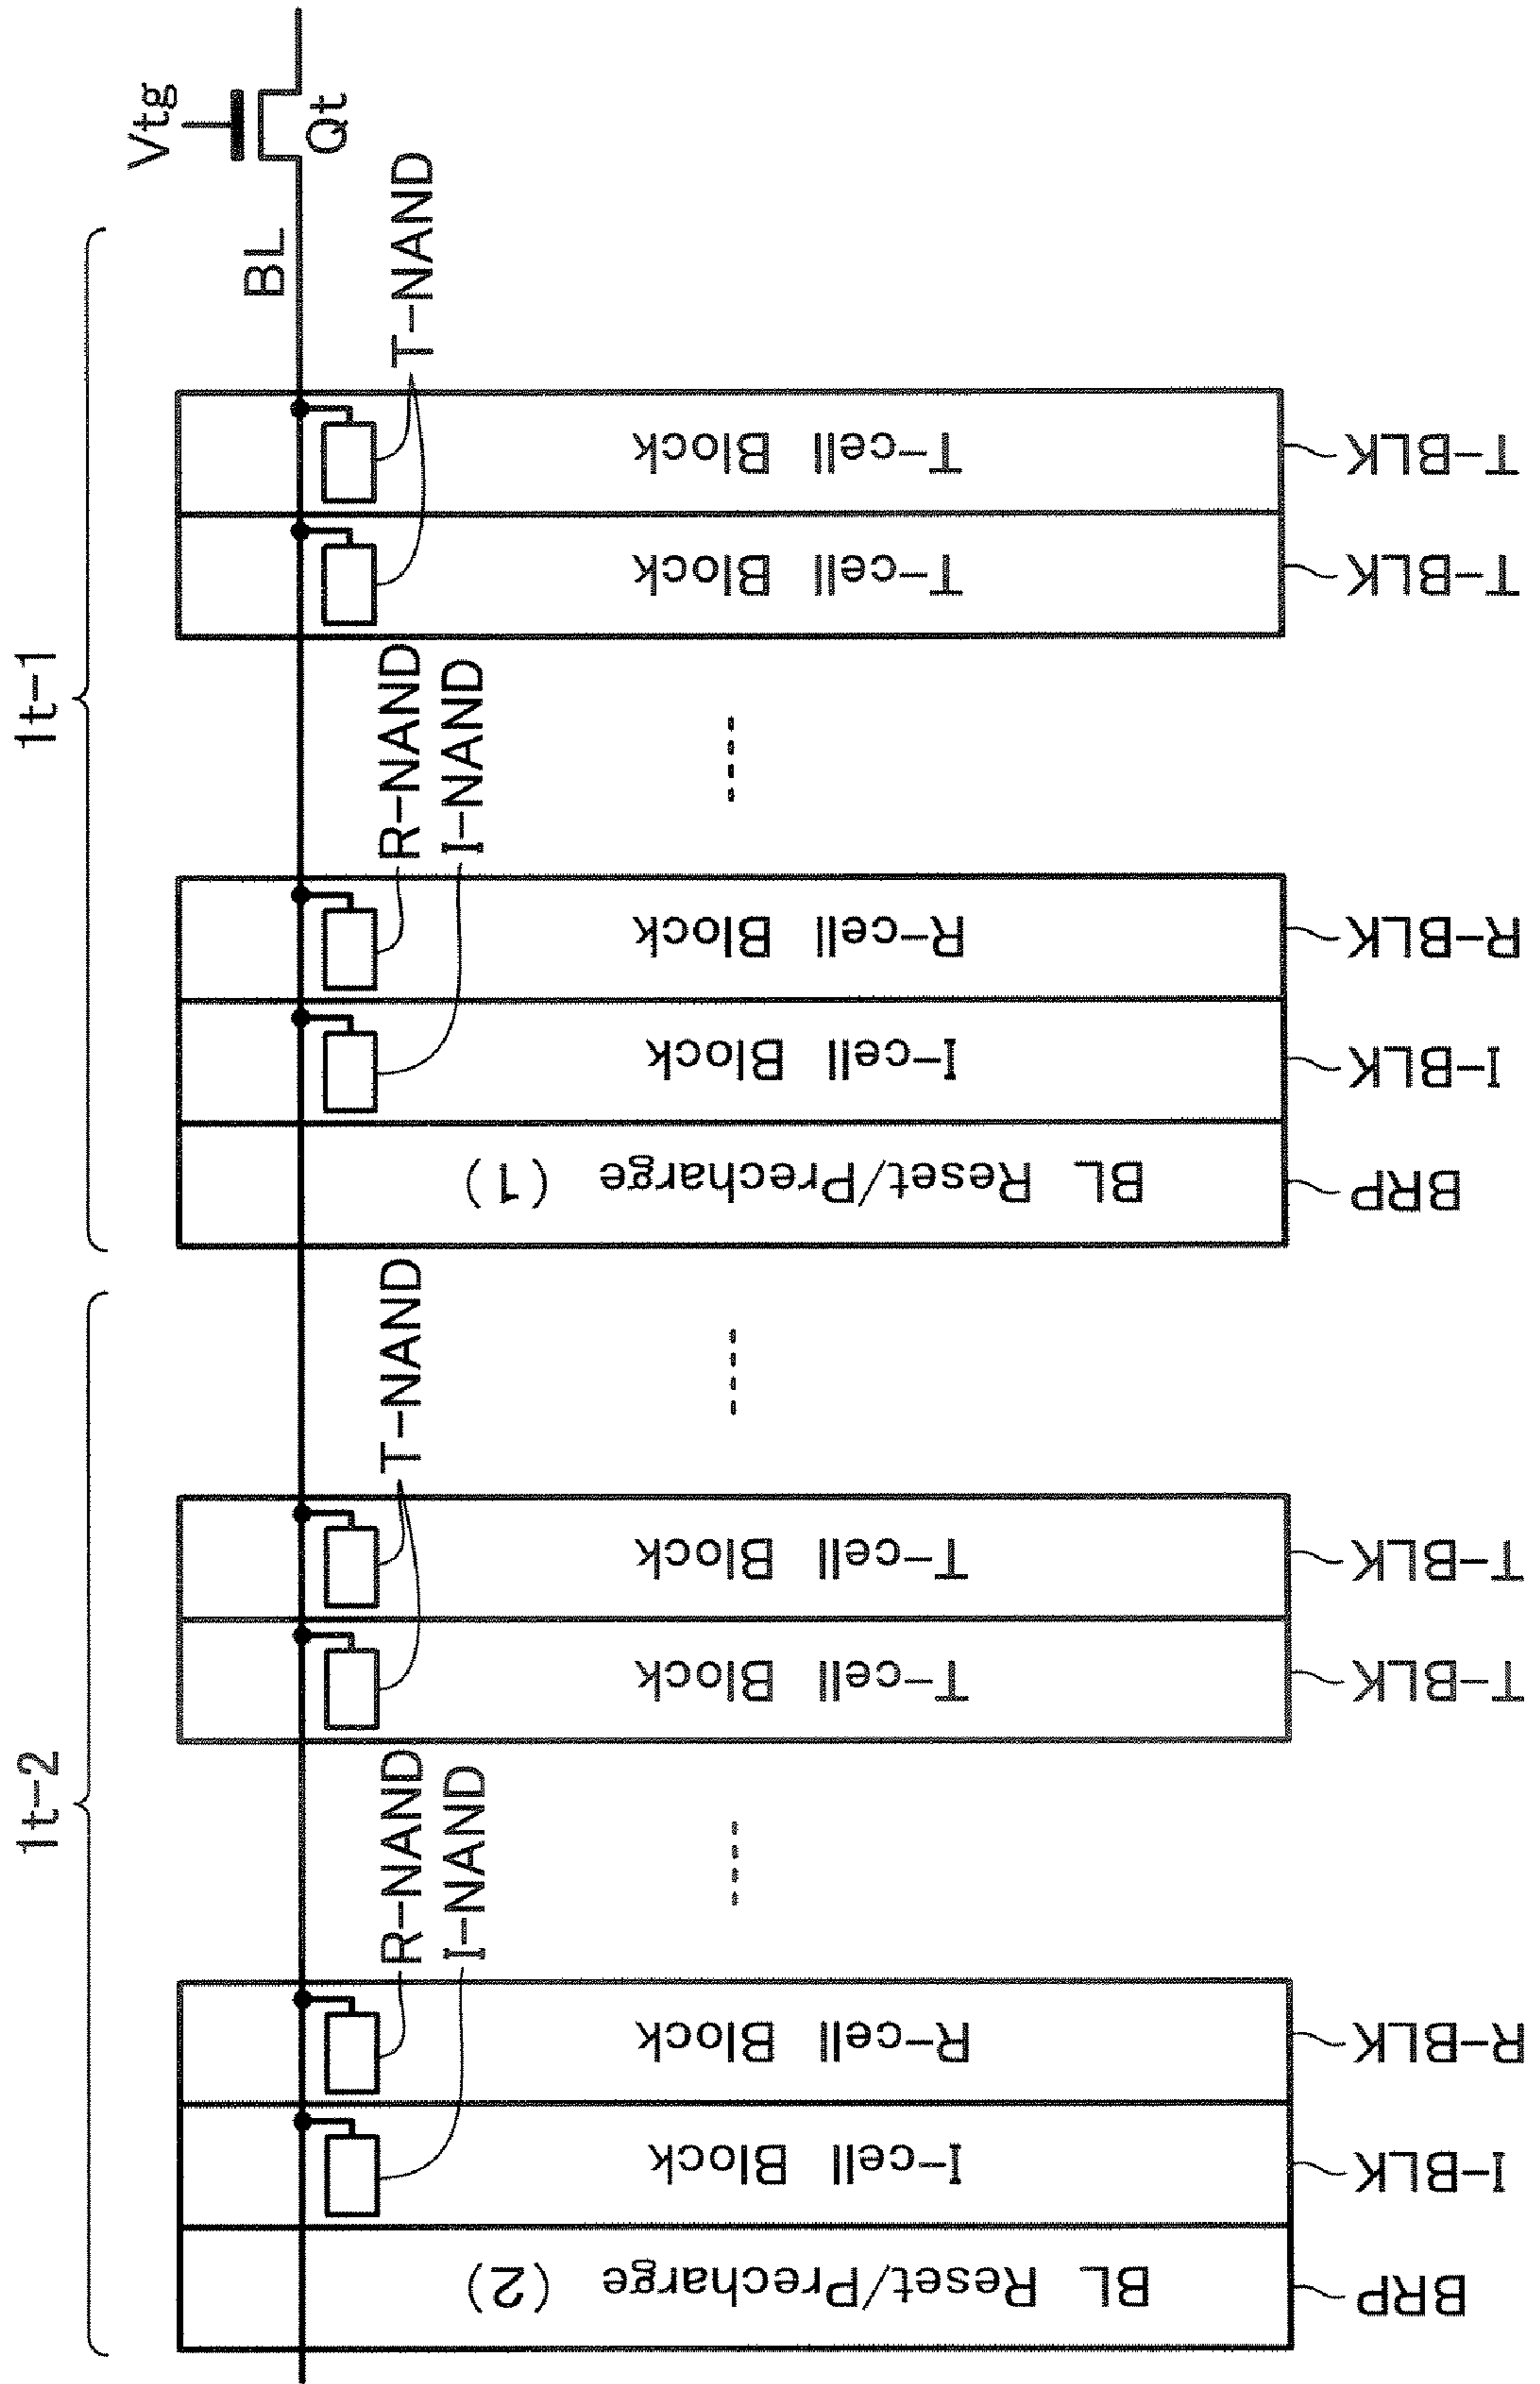 Vtg
Qt
BL
1t-1
T-NAND
T-cell Block
T-BLK
T-cell Block
T-BLK
R-NAND
I-NAND
R-cell Block
R-BLK
I-cell Block
I-BLK
BL Reset/Precharge (1)
BRP
1t-2
T-NAND
T-cell Block
T-BLK
T-cell Block
T-BLK
R-NAND
I-NAND
R-cell Block
R-BLK
I-cell Block
I-BLK
BL Reset/Precharge (2)
BRP